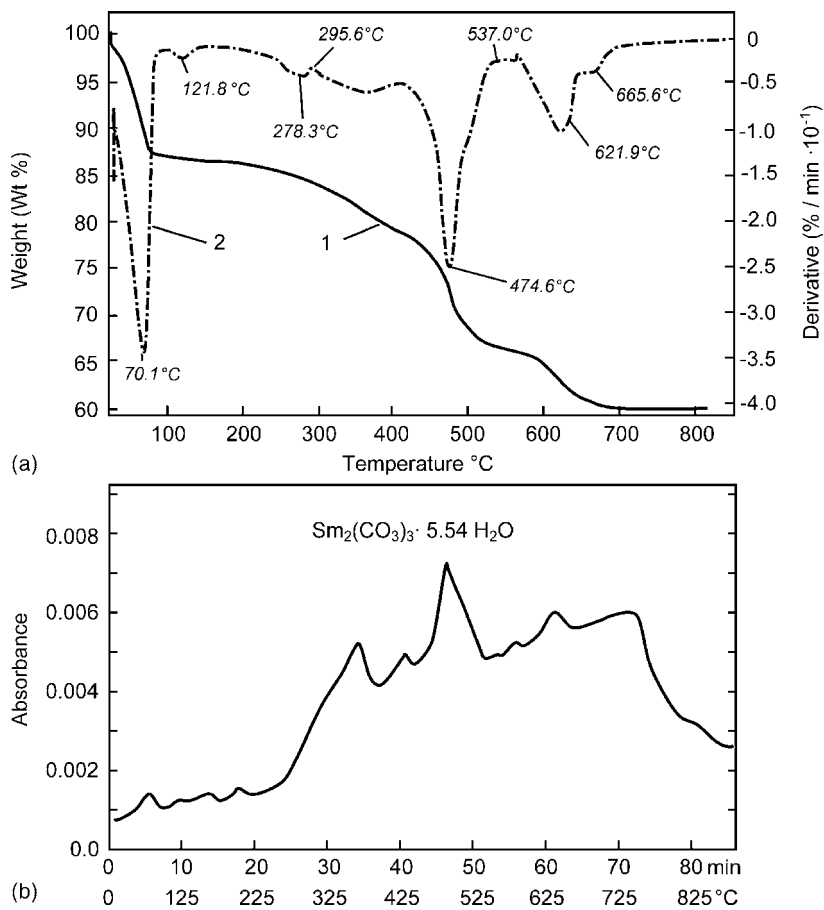 100
95
90
85
80
75
70
65
60
Weight (Wt %)
0
-0.5
-1.0
-1.5
-2.0
-2.5
-3.0
-3.5
-4.0
Derivative (% / min ·10⁻¹)
295.6°C
537.0°C
121.8°C
278.3°C
665.6°C
621.9°C
2
1
474.6°C
70.1°C
100 200 300 400 500 600 700 800
Temperature °C
(a)
Sm₂(CO₃)₃· 5.54 H₂O
0.008
0.006
0.004
0.002
0.0
Absorbance
0 10 20 30 40 50 60 70 80 min
(b)
0 125 225 325 425 525 625 725 825 °C